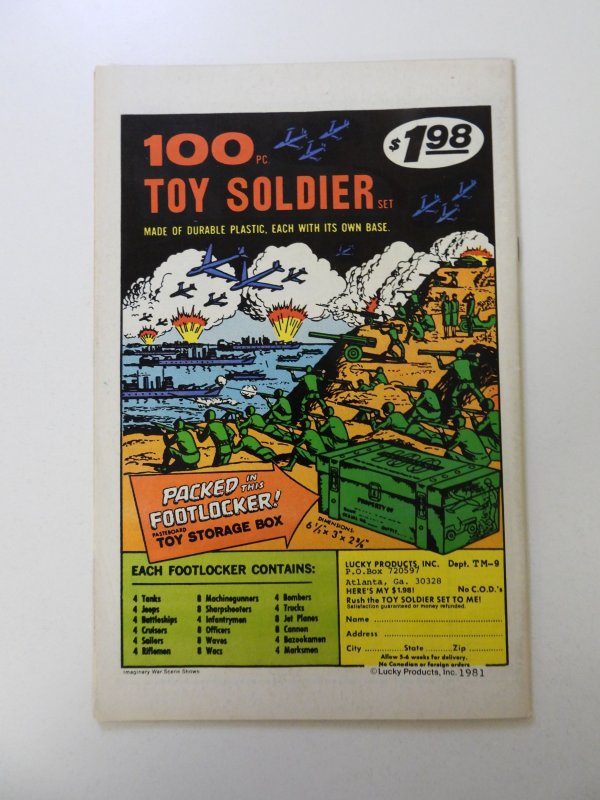 100 PC.
$1.98
TOY SOLDIER SET
MADE OF DURABLE PLASTIC, EACH WITH ITS OWN BASE.
PACKED IN THIS
FOOTLOCKER!
PASTEBOARD
TOY STORAGE BOX
DIMENSIONS:
6 1/2 x 3" x 2
PROPERTY OF
EACH FOOTLOCKER CONTAINS:
4 Tanks 8 Machinegunners 4 Bombers
4 Jeeps 8 Sharpshooters 4 Trucks
4 Battleships 4 Infantrymen 8 Jet Planes
4 Cruisers 8 Officers 8 Cannon
4 Sailors 8 Waves 4 Bazookamen
4 Riflemen 8 Wacs 4 Marksmen
LUCKY PRODUCTS, INC. Dept. TM-9
P.O.Box 720597
Atlanta, Ga. 30328
HERE'S MY $1.98! No C.O.D.'s
Rush the TOY SOLDIER SET TO ME!
Satisfaction guaranteed or money refunded.
Name
Address
City State Zip
Allow 5-6 weeks for delivery.
No Canadian or foreign orders
Imaginary War Scene Shown
©Lucky Products, Inc. 1981